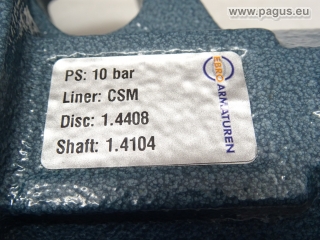 © www.pagus.eu
PS: 10 bar
Liner: CSM
Disc: 1.4408
Shaft: 1.4104
EBRO ARMATUREN